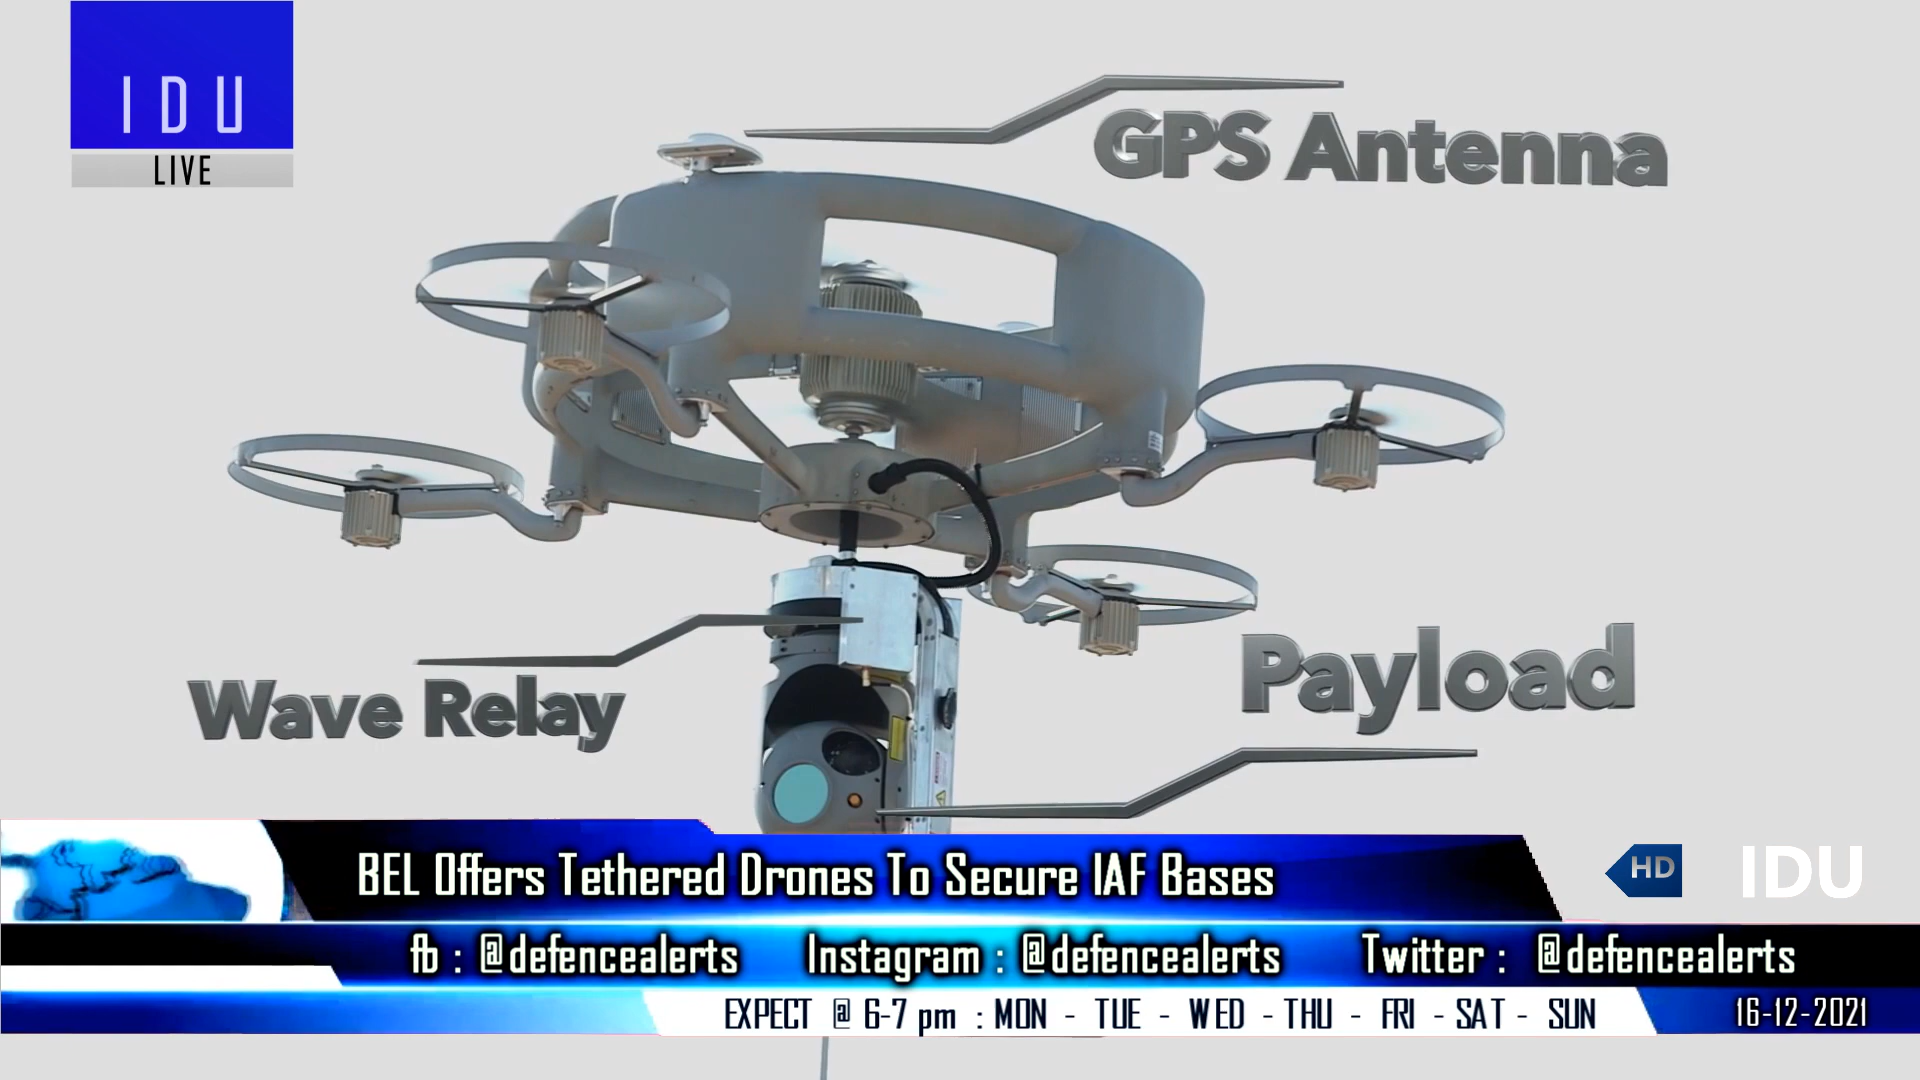 IDU
LIVE
GPS Antenna
Wave Relay
Payload
BEL Offers Tethered Drones To Secure IAF Bases
HD
IDU
fb : @defencealerts Instagram : @defencealerts Twitter : @defencealerts
EXPECT @ 6-7 pm : MON - TUE - WED - THU - FRI - SAT - SUN
16-12-2021